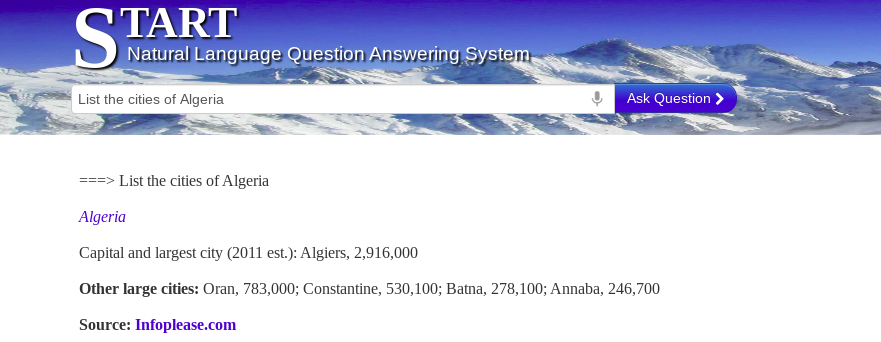 START
Natural Language Question Answering System
List the cities of Algeria
Ask Question
===> List the cities of Algeria
Algeria
Capital and largest city (2011 est.): Algiers, 2,916,000
Other large cities: Oran, 783,000; Constantine, 530,100; Batna, 278,100; Annaba, 246,700
Source: Infoplease.com